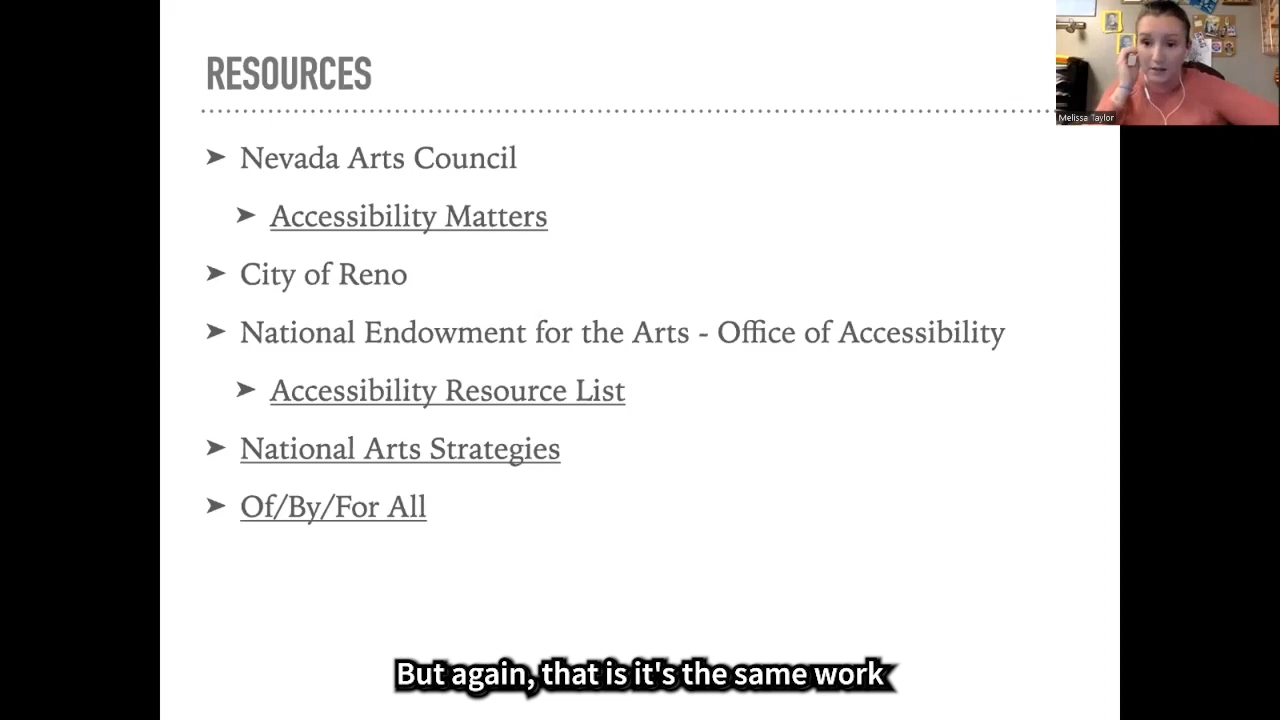 RESOURCES
Melissa Taylor
➤ Nevada Arts Council
➤ Accessibility Matters
➤ City of Reno
➤ National Endowment for the Arts - Office of Accessibility
➤ Accessibility Resource List
➤ National Arts Strategies
➤ Of/By/For All
But again, that is it's the same work